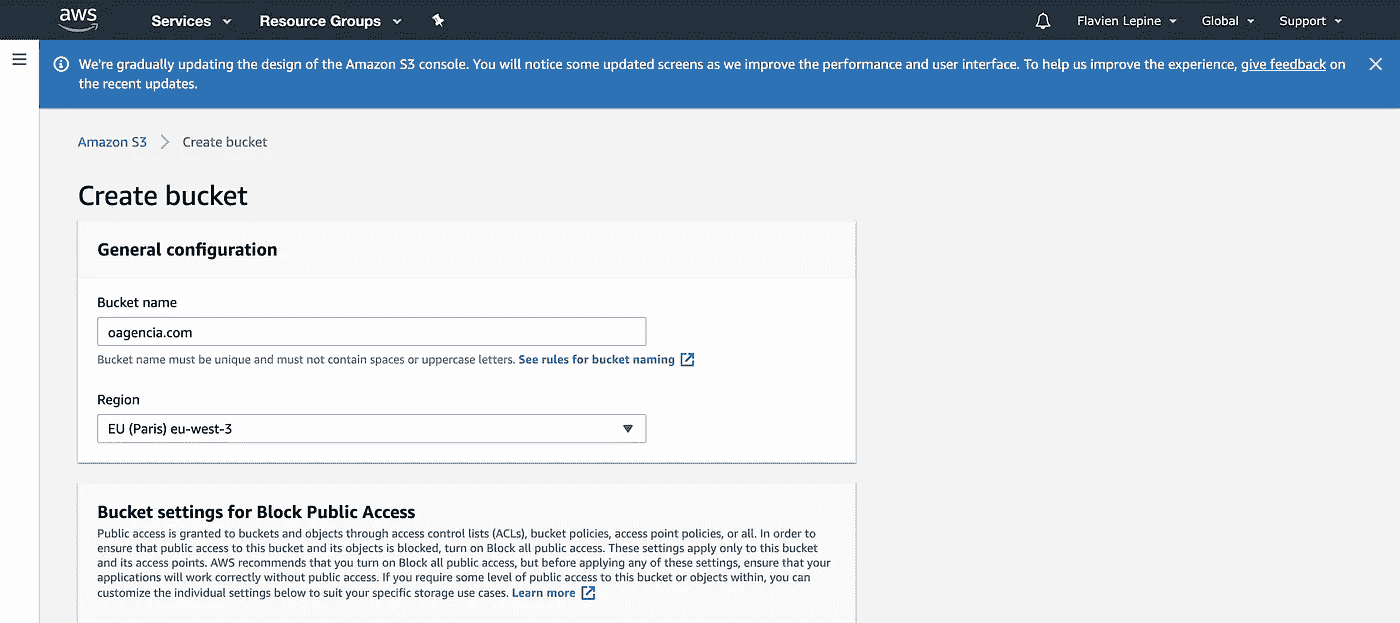 aws Services Resource Groups Flavien Lepine Global Support
We're gradually updating the design of the Amazon S3 console. You will notice some updated screens as we improve the performance and user interface. To help us improve the experience, give feedback on
the recent updates.
Amazon S3 Create bucket
Create bucket
General configuration
Bucket name
oagencia.com
Bucket name must be unique and must not contain spaces or uppercase letters. See rules for bucket naming
Region
EU (Paris) eu-west-3
Bucket settings for Block Public Access
Public access is granted to buckets and objects through access control lists (ACLs), bucket policies, access point policies, or all. In order to
ensure that public access to this bucket and its objects is blocked, turn on Block all public access. These settings apply only to this bucket
and its access points. AWS recommends that you turn on Block all public access, but before applying any of these settings, ensure that your
applications will work correctly without public access. If you require some level of public access to this bucket or objects within, you can
customize the individual settings below to suit your specific storage use cases. Learn more